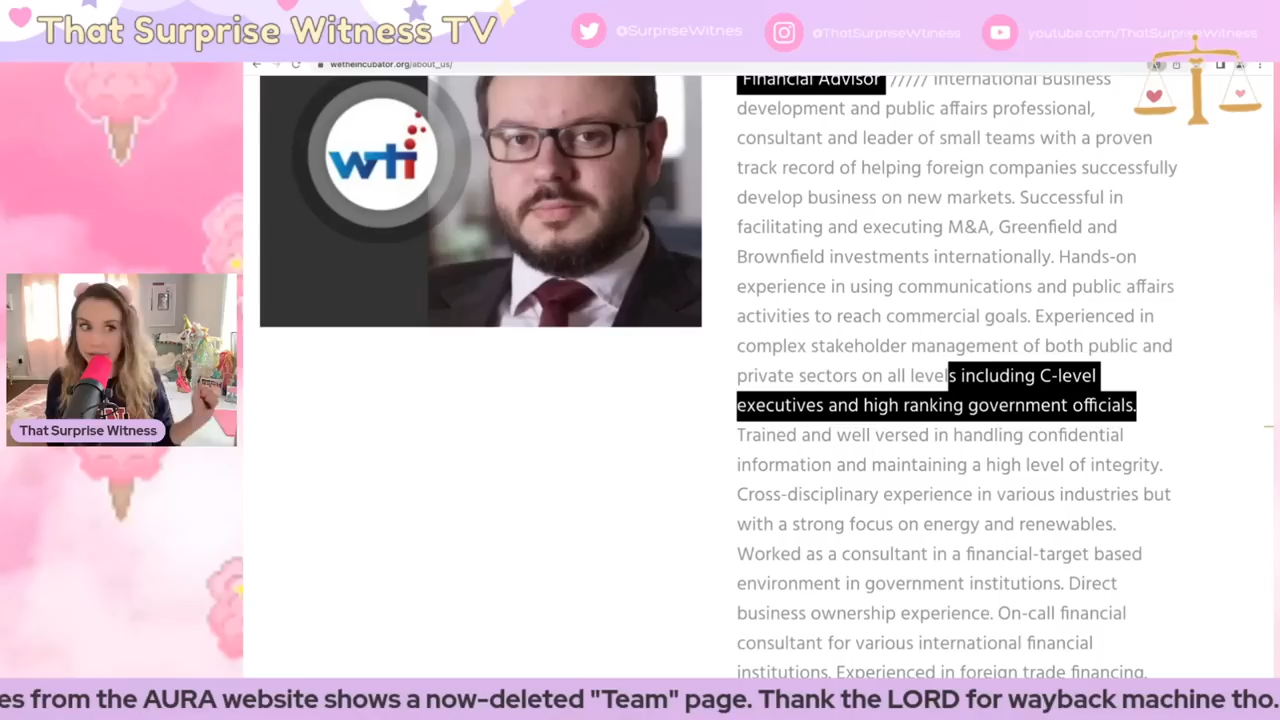 That Surprise Witness TV
@SurpriseWitnes
@ThatSurpriseWitness
youtube.com/ThatSurpriseWitness
wetheincubator.org/about_us/
wti
Financial Advisor ///// International Business
development and public affairs professional,
consultant and leader of small teams with a proven
track record of helping foreign companies successfully
develop business on new markets. Successful in
facilitating and executing M&A, Greenfield and
Brownfield investments internationally. Hands-on
experience in using communications and public affairs
activities to reach commercial goals. Experienced in
complex stakeholder management of both public and
private sectors on all levels including C-level
executives and high ranking government officials.
Trained and well versed in handling confidential
information and maintaining a high level of integrity.
Cross-disciplinary experience in various industries but
with a strong focus on energy and renewables.
Worked as a consultant in a financial-target based
environment in government institutions. Direct
business ownership experience. On-call financial
consultant for various international financial
institutions. Experienced in foreign trade financing,
That Surprise Witness
es from the AURA website shows a now-deleted "Team" page. Thank the LORD for wayback machine tho.